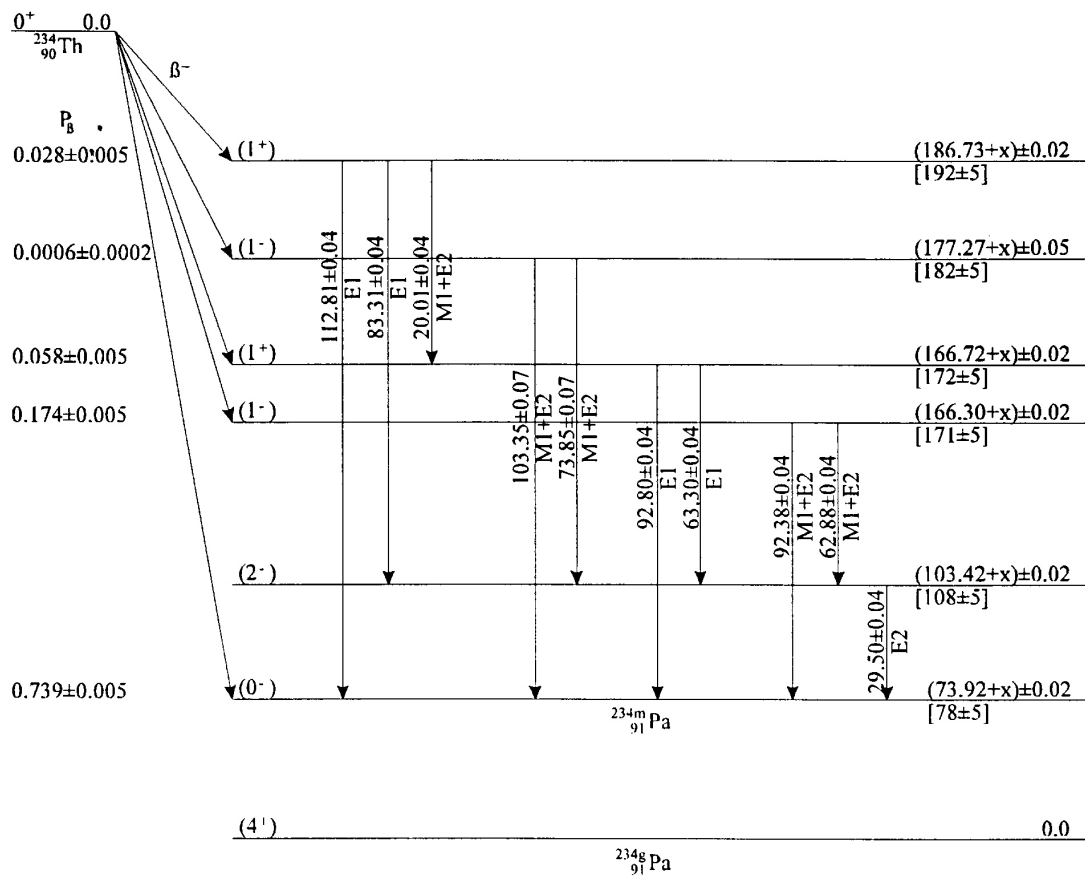 0⁺ 0.0
²³⁴₉₀Th
β⁻
Pᵦ
0.028±0.005 (1⁺) (186.73+x)±0.02
[192±5]
0.0006±0.0002 (1⁻) (177.27+x)±0.05
[182±5]
112.81±0.04 E1
83.31±0.04 E1
20.01±0.04 M1+E2
0.058±0.005 (1⁺) (166.72+x)±0.02
[172±5]
0.174±0.005 (1⁻) (166.30+x)±0.02
[171±5]
103.35±0.07 M1+E2
73.85±0.07 M1+E2
92.80±0.04 E1
63.30±0.04 E1
92.38±0.04 M1+E2
62.88±0.04 M1+E2
(2⁻) (103.42+x)±0.02
[108±5]
29.50±0.04 E2
0.739±0.005 (0⁻) (73.92+x)±0.02
[78±5]
²³⁴ᵐ₉₁Pa
(4⁺) 0.0
²³⁴ᵍ₉₁Pa